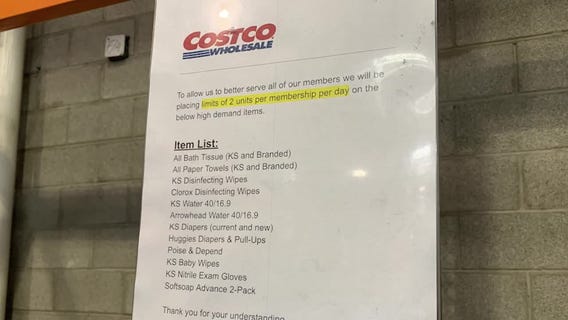 COSTCO
WHOLESALE
To allow us to better serve all of our members we will be
placing limits of 2 units per membership per day on the
below high demand items.
Item List:
All Bath Tissue (KS and Branded)
All Paper Towels (KS and Branded)
KS Disinfecting Wipes
Clorox Disinfecting Wipes
KS Water 40/16.9
Arrowhead Water 40/16.9
KS Diapers (current and new)
Huggies Diapers & Pull-Ups
Poise & Depend
KS Baby Wipes
KS Nitrile Exam Gloves
Softsoap Advance 2-Pack
Thank you for your understanding